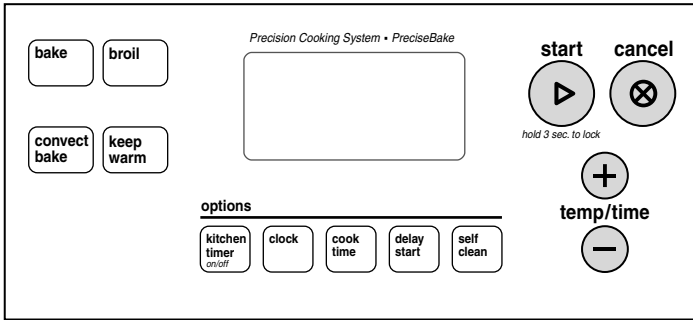 Precision Cooking System • PreciseBake
bake
broil
convect
bake
keep
warm
start
cancel
hold 3 sec. to lock
temp/time
options
kitchen
timer
on/off
clock
cook
time
delay
start
self
clean